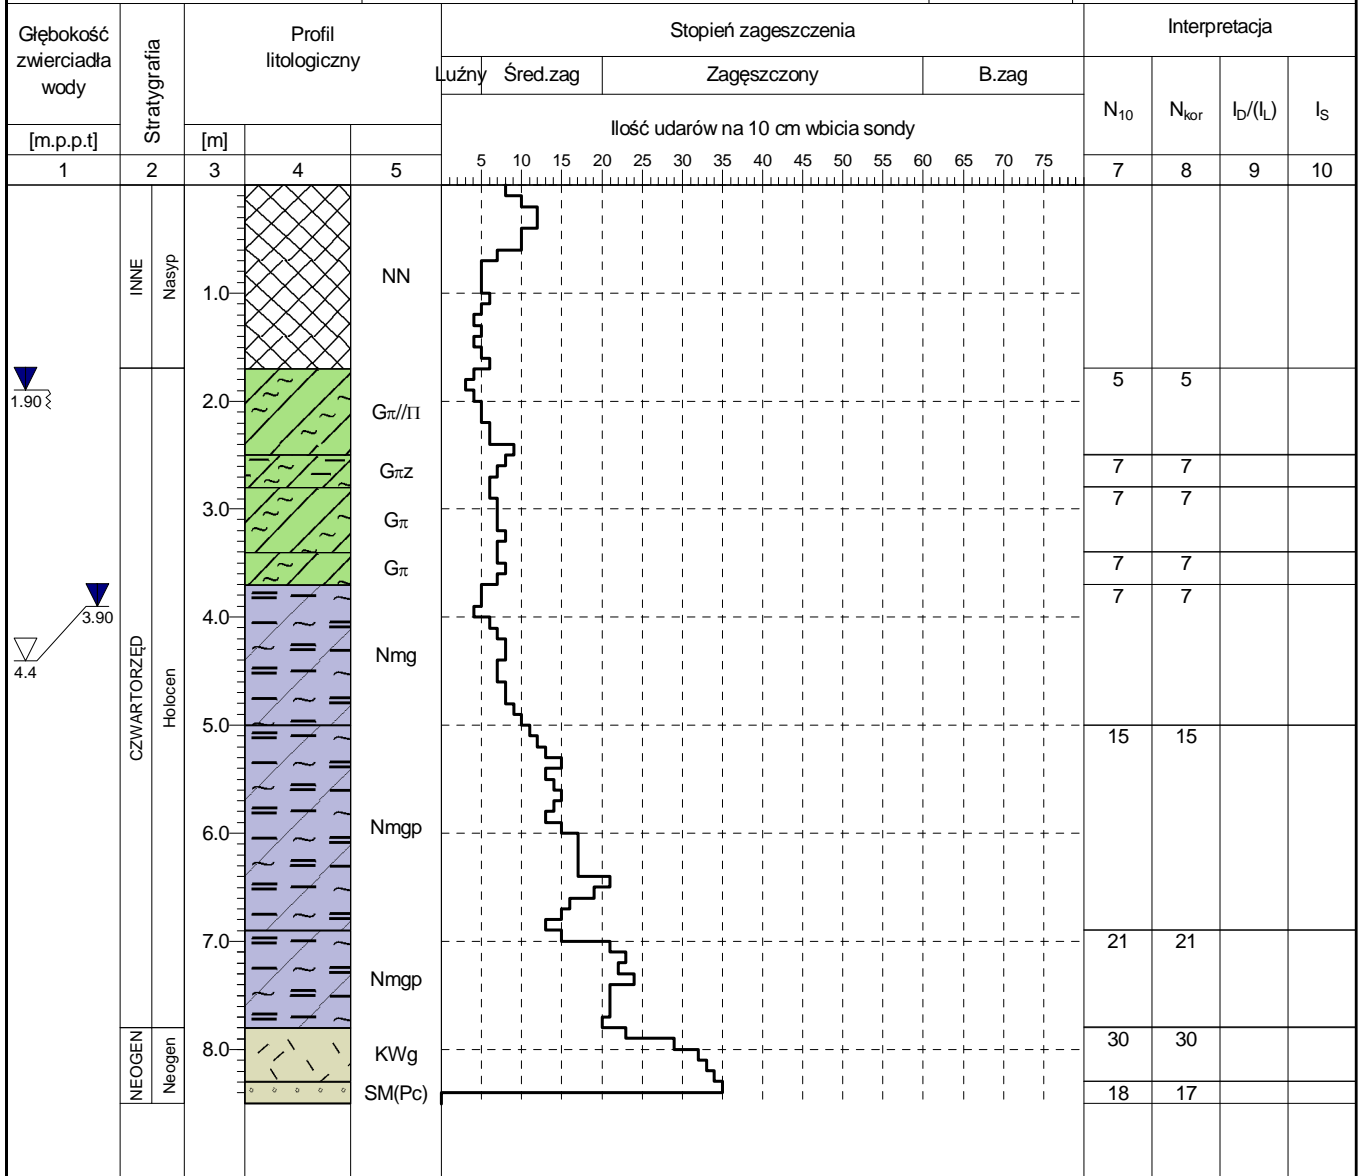 Głębokość
zwierciadła
wody
[m.p.p.t]
Stratygrafia
Profil
litologiczny
[m]
Stopień zagęszczenia
Interpretacja
Luźny Śred.zag Zagęszczony B.zag
Ilość udarów na 10 cm wbicia sondy
N10 Nkor ID/(IL) IS
5 10 15 20 25 30 35 40 45 50 55 60 65 70 75
1 2 3 4 5 7 8 9 10
INNE
Nasyp
NN
1.0
1.90
2.0
Gπ//Π
5 5
Gπz
7 7
3.0
Gπ
7 7
Gπ
7 7
3.90
4.0
4.4
Nmg
7 7
CZWARTORZĘD
Holocen
5.0
15 15
Nmgp
6.0
7.0
21 21
Nmgp
NEOGEN
Neogen
8.0
KWg
30 30
SM(Pc)
18 17